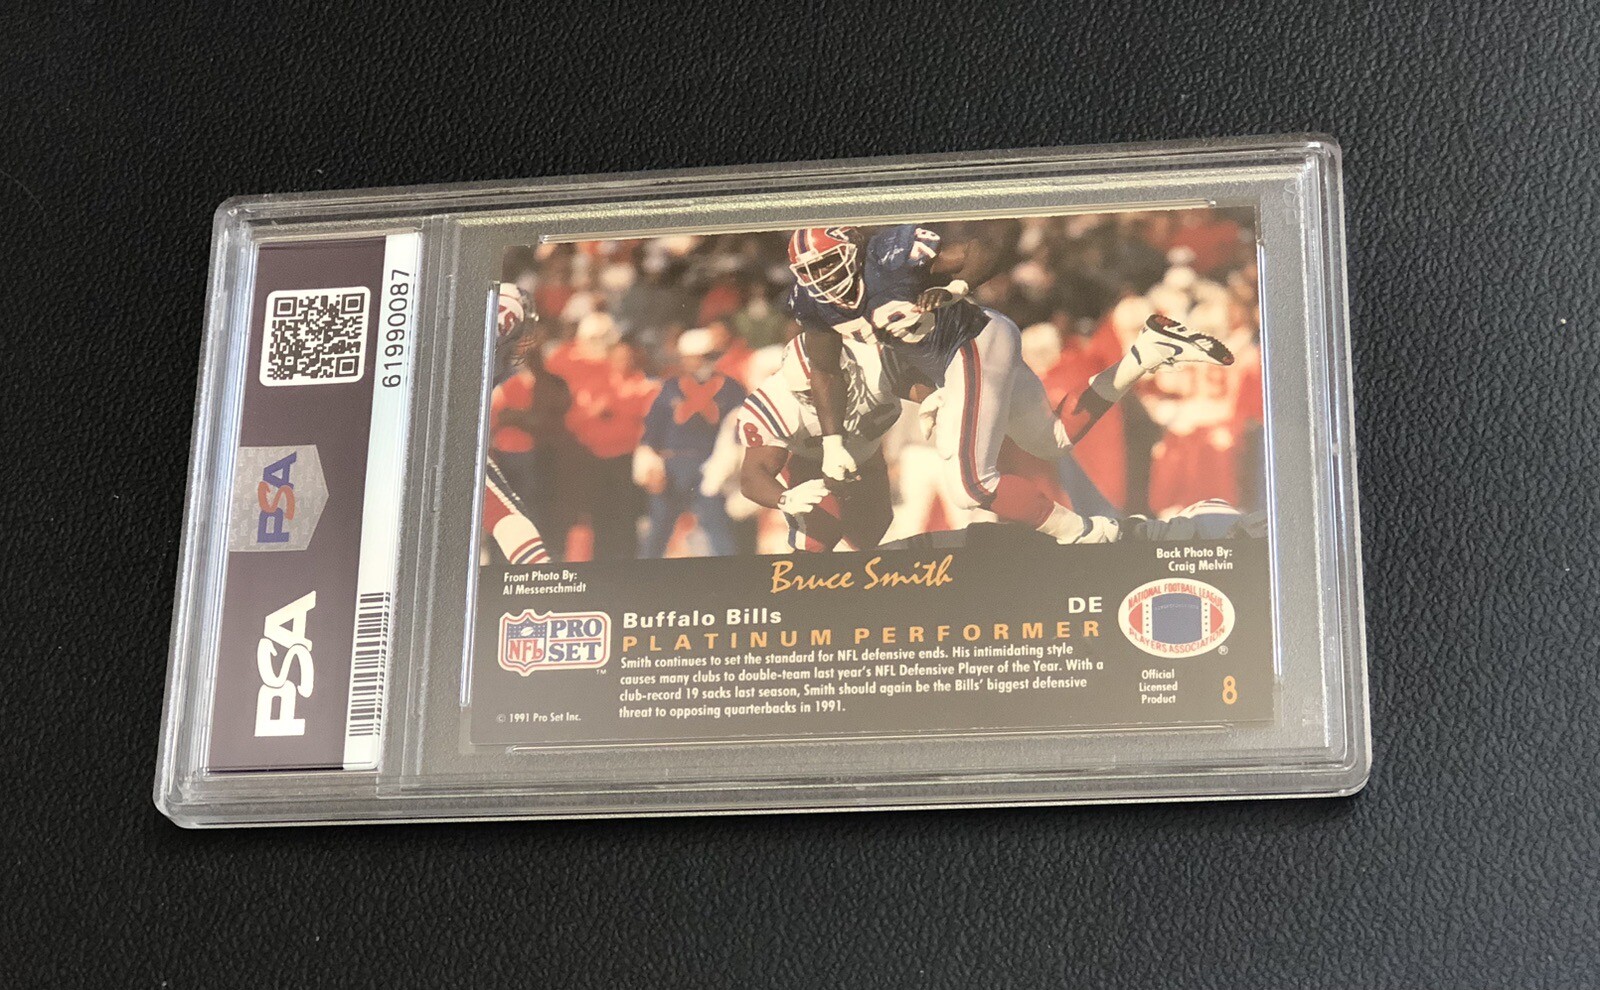 61990087
PSA
PSA
78
78
8
Front Photo By:
Al Messerschmidt
Bruce Smith
Back Photo By:
Craig Melvin
NFL
PRO
SET
™
Buffalo Bills
DE
PLATINUM PERFORMER
Smith continues to set the standard for NFL defensive ends. His intimidating style
causes many clubs to double-team last year's NFL Defensive Player of the Year. With a
club-record 19 sacks last season, Smith should again be the Bills' biggest defensive
threat to opposing quarterbacks in 1991.
© 1991 Pro Set Inc.
NATIONAL FOOTBALL LEAGUE
PLAYERS ASSOCIATION
®
Official
Licensed
Product
8